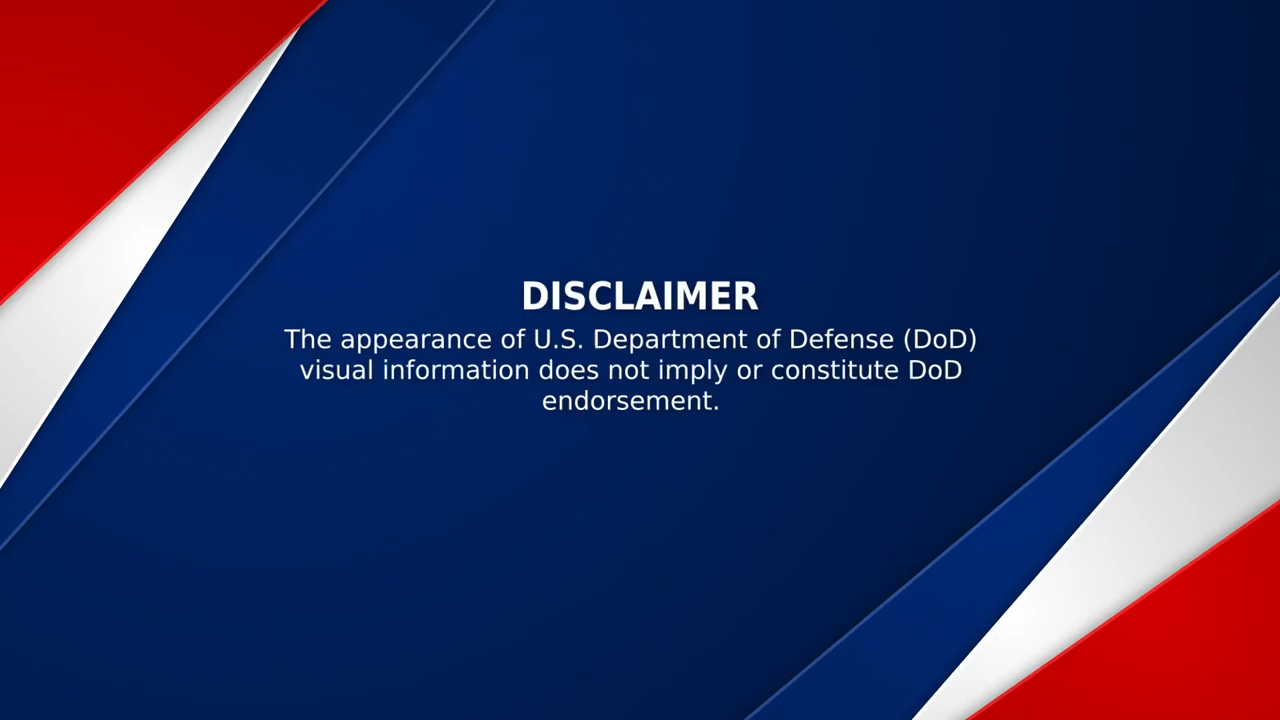 DISCLAIMER
The appearance of U.S. Department of Defense (DoD)
visual information does not imply or constitute DoD
endorsement.